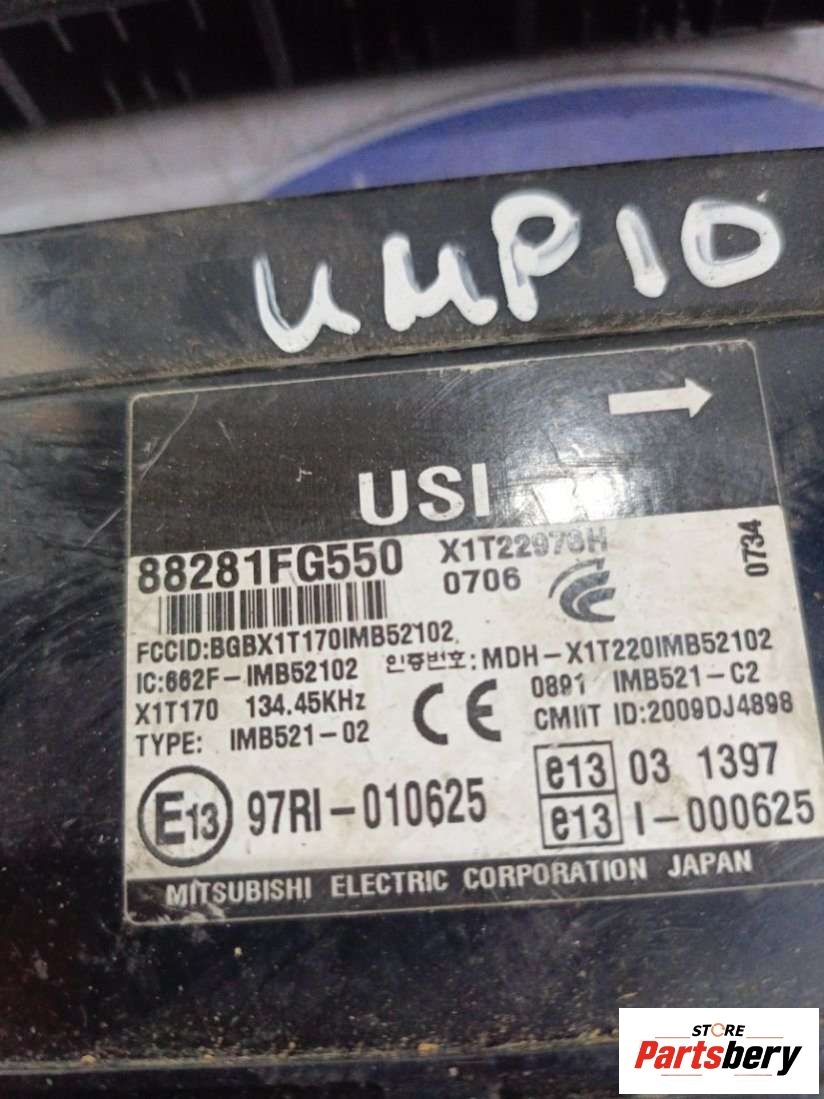 ИМР10
USI
88281FG550 X1T22973H
0706
0734
FCCID:BGBX1T170IMB52102
IC:662F-IMB52102 인증번호:MDH-X1T220IMB52102
X1T170 134.45KHz CE 0891 IMB521-C2
TYPE: IMB521-02 CMIIT ID:2009DJ4898
E13 97RI-010625 e13 03 1397
e13 I-000625
MITSUBISHI ELECTRIC CORPORATION JAPAN
STORE
Partsbery